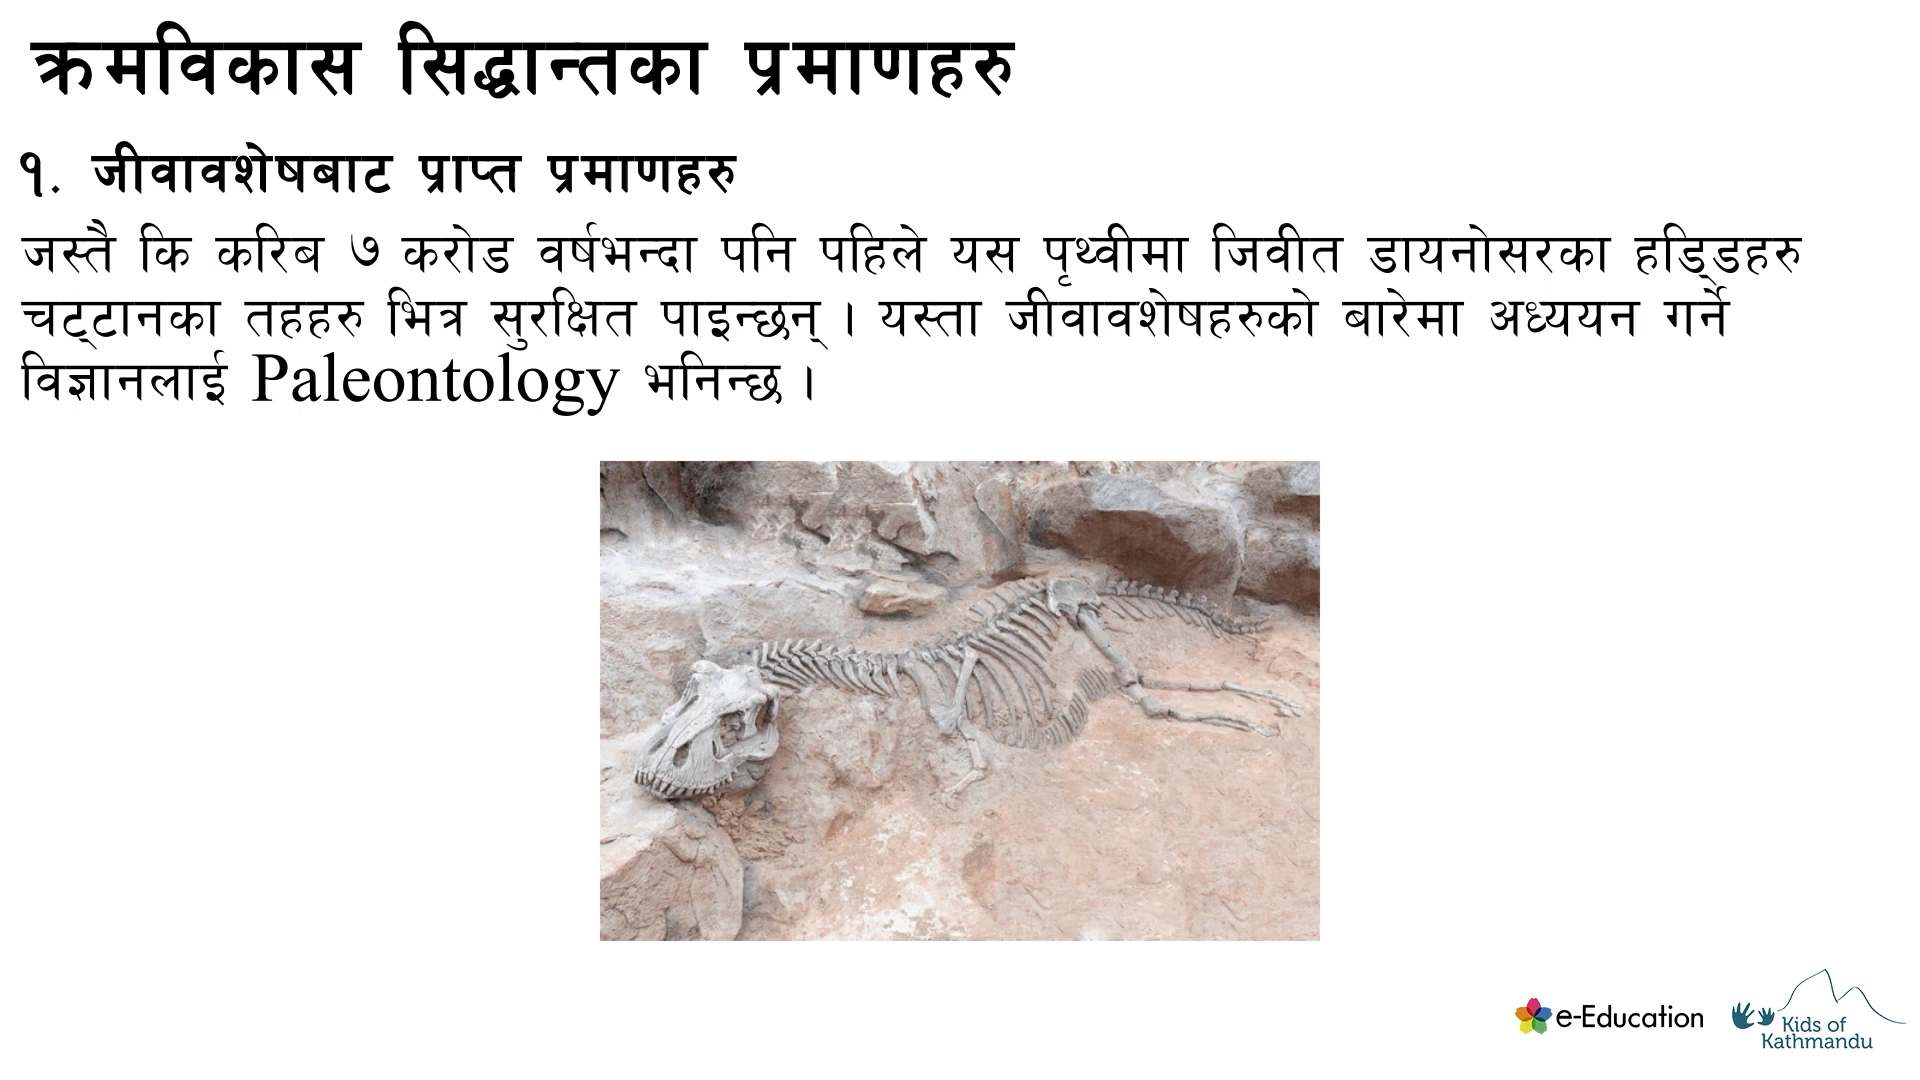 क्रमविकास सिद्धान्तका प्रमाणहरु
१. जीवावशेषबाट प्राप्त प्रमाणहरु
जस्तै कि करिब ७ करोड वर्षभन्दा पनि पहिले यस पृथ्वीमा जिवीत डायनोसरका हड्डिहरु
चट्टानका तहहरु भित्र सुरक्षित पाइन्छन् । यस्ता जीवावशेषहरुको बारेमा अध्ययन गर्ने
विज्ञानलाई Paleontology भनिन्छ ।
e-Education
Kids of
Kathmandu